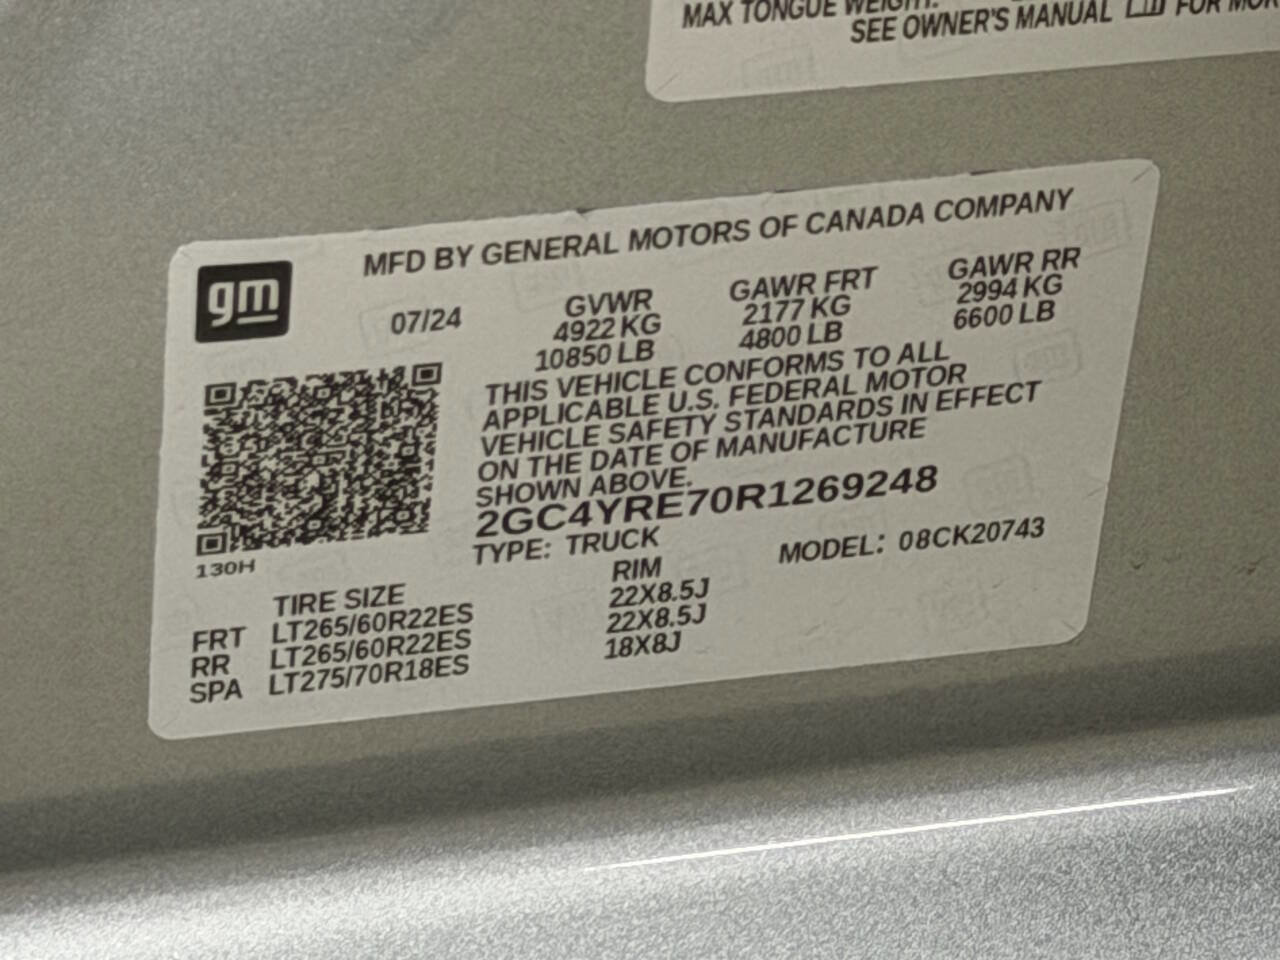 MAX TONGUE WEIGHT:
SEE OWNER'S MANUAL FOR MOR
gm
MFD BY GENERAL MOTORS OF CANADA COMPANY
07/24 GVWR GAWR FRT GAWR RR
4922 KG 2177 KG 2994 KG
10850 LB 4800 LB 6600 LB
THIS VEHICLE CONFORMS TO ALL
APPLICABLE U.S. FEDERAL MOTOR
VEHICLE SAFETY STANDARDS IN EFFECT
ON THE DATE OF MANUFACTURE
SHOWN ABOVE.
2GC4YRE70R1269248
TYPE: TRUCK MODEL: 08CK20743
130H
TIRE SIZE RIM
FRT LT265/60R22ES 22X8.5J
RR LT265/60R22ES 22X8.5J
SPA LT275/70R18ES 18X8J